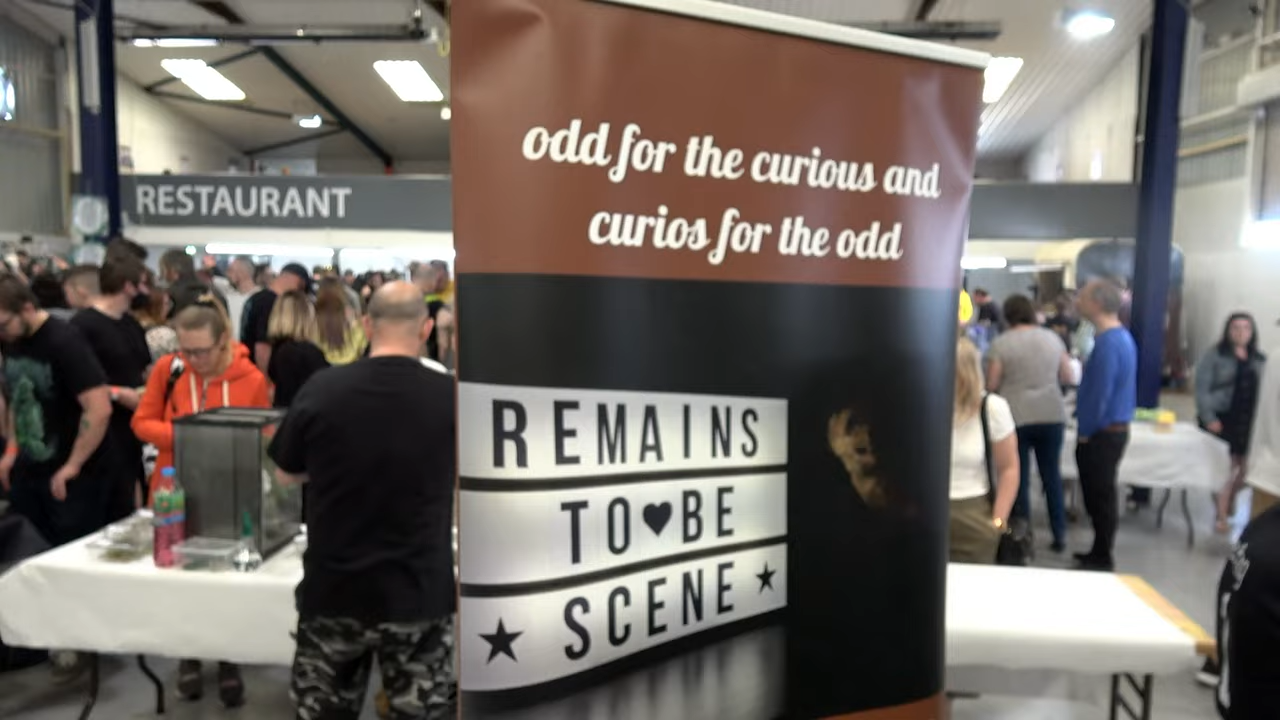 odd for the curious and
curios for the odd
RESTAURANT
REMAINS
TO♥BE
★ SCENE ★